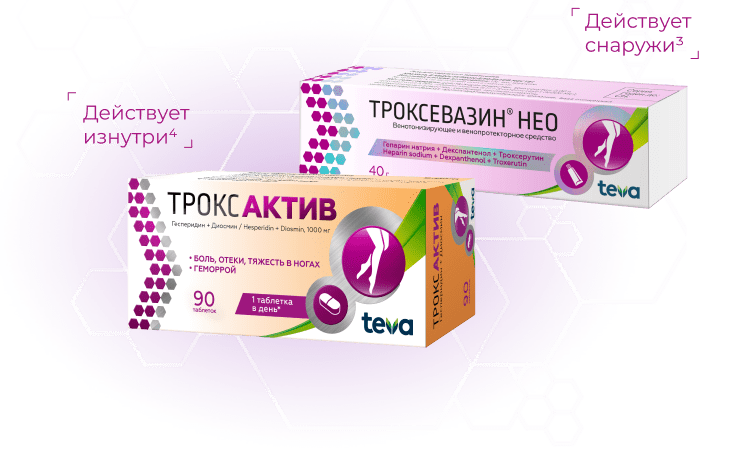 Действует
снаружи³
Действует
изнутри⁴
ТРОКСЕВАЗИН® НЕО
Венотонизирующее и венопротекторное средство
Гепарин натрия + Декспантенол + Троксерутин
Heparin sodium + Dexpanthenol + Troxerutin
40 г
teva
ТРОКСАКТИВ
Гесперидин + Диосмин / Hesperidin + Diosmin, 1000 мг
• БОЛЬ, ОТЕКИ, ТЯЖЕСТЬ В НОГАХ
• ГЕМОРРОЙ
90
таблеток
1 таблетка
в день*
teva
ТРОКСАКТИВ
90